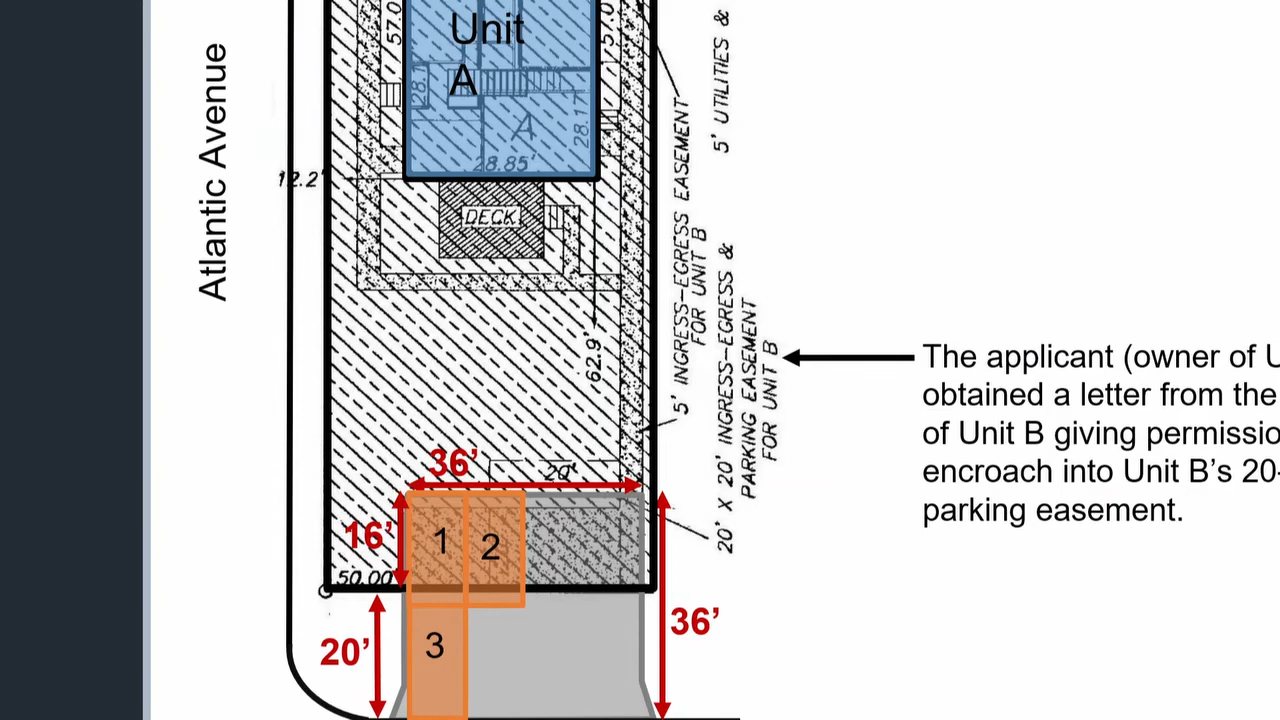 Atlantic Avenue
Unit
A
57.0
57.0
28.1
A
28.17
28.85'
12.2'
DECK
62.9'
5' INGRESS-EGRESS EASEMENT
FOR UNIT B
5' UTILITIES &
20' X 20' INGRESS-EGRESS &
PARKING EASEMENT
FOR UNIT B
The applicant (owner of U
obtained a letter from the
of Unit B giving permissio
encroach into Unit B's 20-
parking easement.
36'
16'
1
2
50.00'
20'
3
36'